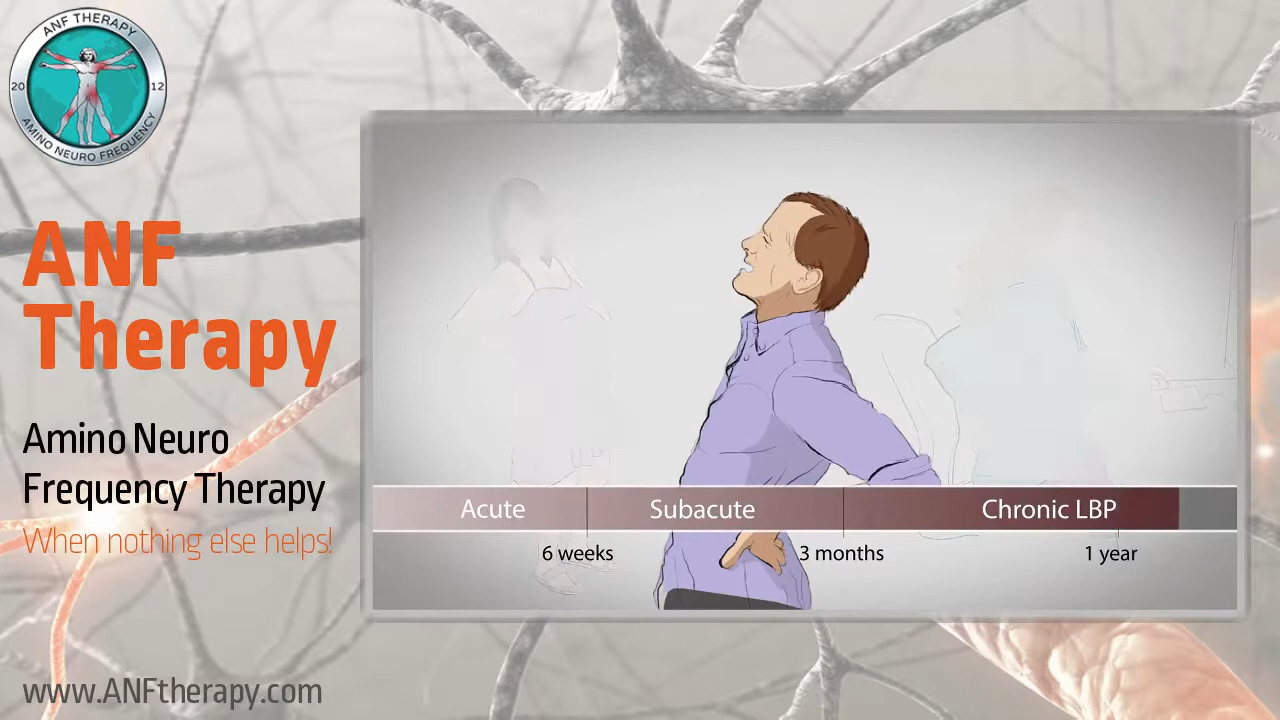 ANF THERAPY
20 12
AMINO NEURO FREQUENCY
ANF
Therapy
Amino Neuro
Frequency Therapy
When nothing else helps!
www.ANFtherapy.com
Acute Subacute Chronic LBP
6 weeks 3 months 1 year